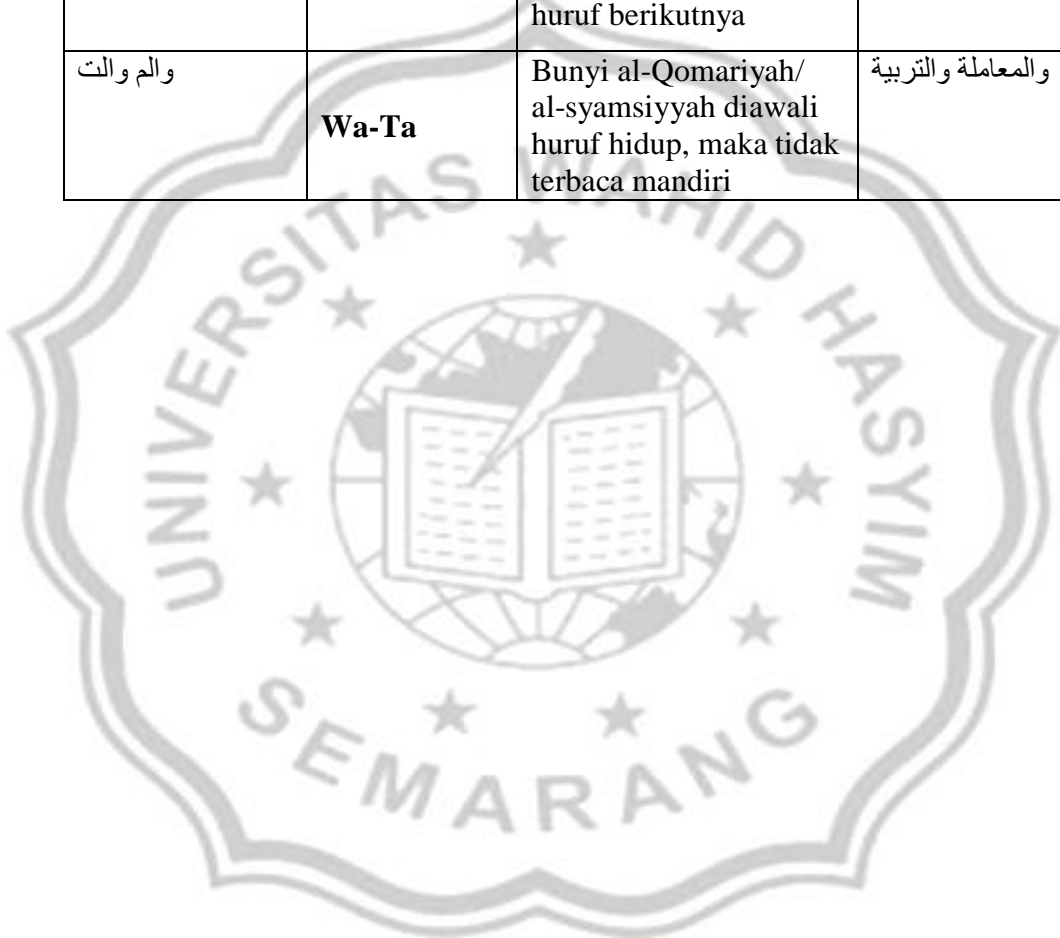 huruf berikutnya
والم والت
Wa-Ta
Bunyi al-Qomariyah/
al-syamsiyyah diawali
huruf hidup, maka tidak
terbaca mandiri
والمعاملة والتربية
UNIVERSITAS WAHID HASYIM
SEMARANG